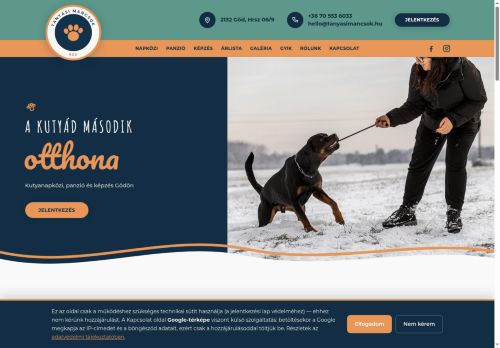 TANYASI MANCSOK
2132 Göd, Hrsz 06/9
+36 70 553 6033
hello@tanyasimancsok.hu
JELENTKEZÉS
NAPKÖZI PANZIÓ KÉPZÉS ÁRLISTA GALÉRIA GYIK RÓLUNK KAPCSOLAT
A KUTYÁD MÁSODIK
otthona
Kutyanapközi, panzió és képzés Gödön
JELENTKEZÉS
Ez az oldal csak a működéshez szükséges technikai sütit használja (a jelentkezési lap védelméhez) — ehhez
nem kérünk hozzájárulást. A Kapcsolat oldal Google-térképe viszont külső szolgáltatás: betöltésekor a Google
megkapja az IP-címedet és a böngésződ adatait, ezért csak a hozzájárulásoddal töltjük be. Részletek az
adatvédelmi tájékoztatóban.
Elfogadom
Nem kérem